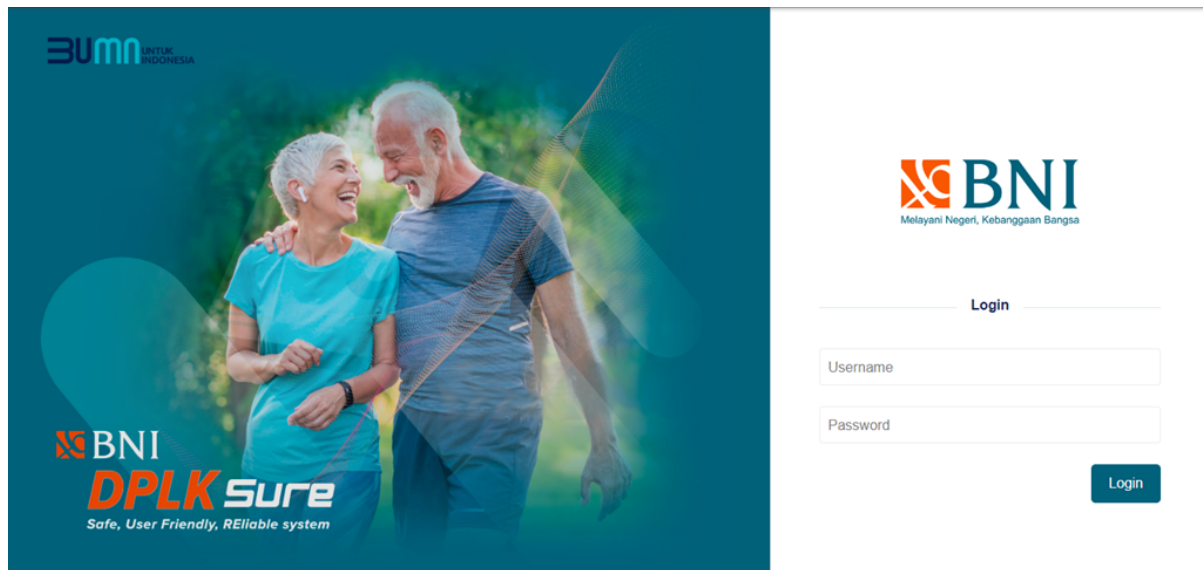 BUMN UNTUK
INDONESIA
BNI
DPLK Sure
Safe, User Friendly, REliable system
BNI
Melayani Negeri, Kebanggaan Bangsa
Login
Username
Password
Login